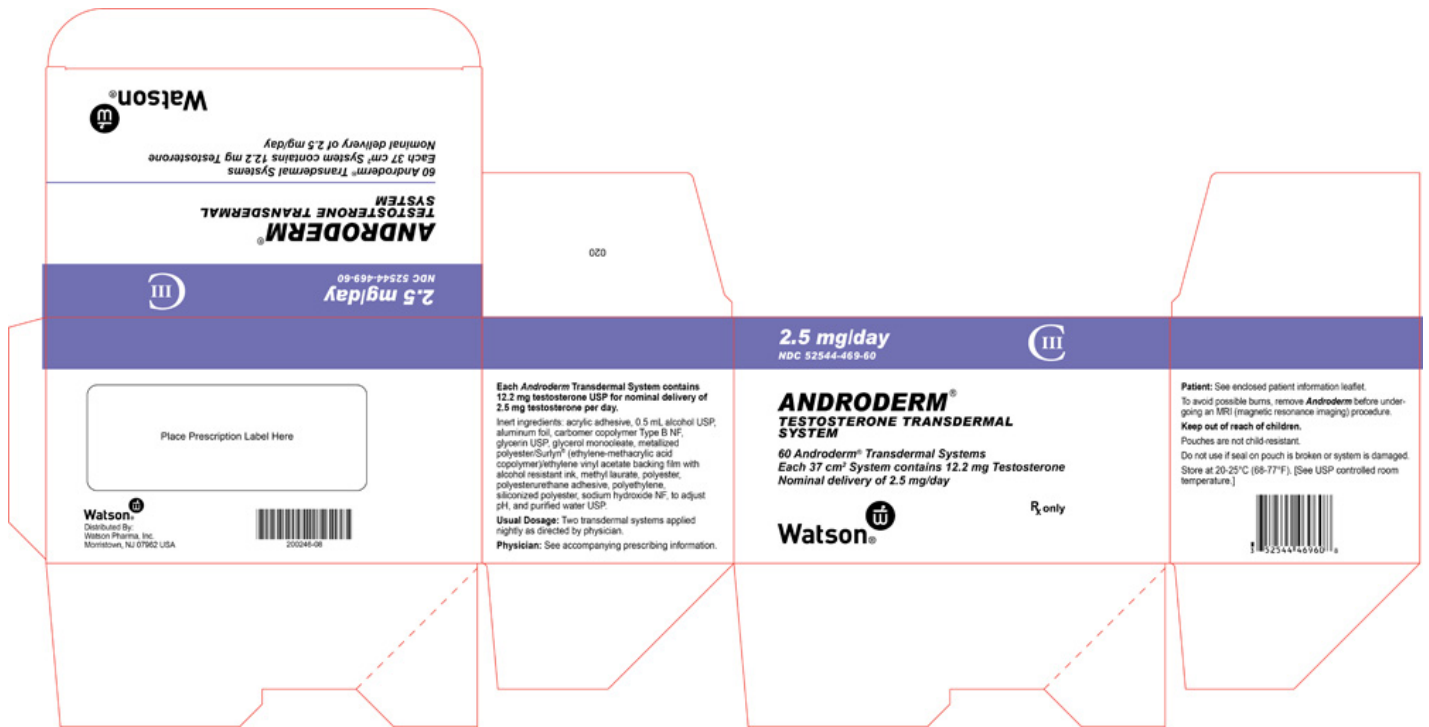 Watson®
Nominal delivery of 2.5 mg/day
Each 37 cm² System contains 12.2 mg Testosterone
60 Androderm® Transdermal Systems
SYSTEM
TESTOSTERONE TRANSDERMAL
ANDRODERM®
NDC 52544-469-60
2.5 mg/day
CIII
Place Prescription Label Here
Watson®
Distributed By:
Watson Pharma, Inc.
Morristown, NJ 07962 USA
200246-08
020
Each Androderm Transdermal System contains
12.2 mg testosterone USP for nominal delivery of
2.5 mg testosterone per day.
Inert ingredients: acrylic adhesive, 0.5 mL alcohol USP,
aluminum foil, carbomer copolymer Type B NF,
glycerin USP, glycerol monooleate, metallized
polyester/Surlyn® (ethylene-methacrylic acid
copolymer)/ethylene vinyl acetate backing film with
alcohol resistant ink, methyl laurate, polyester,
polyesterurethane adhesive, polyethylene,
siliconized polyester, sodium hydroxide NF, to adjust
pH, and purified water USP.
Usual Dosage: Two transdermal systems applied
nightly as directed by physician.
Physician: See accompanying prescribing information.
2.5 mg/day
NDC 52544-469-60
CIII
ANDRODERM®
TESTOSTERONE TRANSDERMAL
SYSTEM
60 Androderm® Transdermal Systems
Each 37 cm² System contains 12.2 mg Testosterone
Nominal delivery of 2.5 mg/day
Watson®
Rx only
Patient: See enclosed patient information leaflet.
To avoid possible burns, remove Androderm before under-
going an MRI (magnetic resonance imaging) procedure.
Keep out of reach of children.
Pouches are not child-resistant.
Do not use if seal on pouch is broken or system is damaged.
Store at 20-25°C (68-77°F). [See USP controlled room
temperature.]
3 52544 46960 8